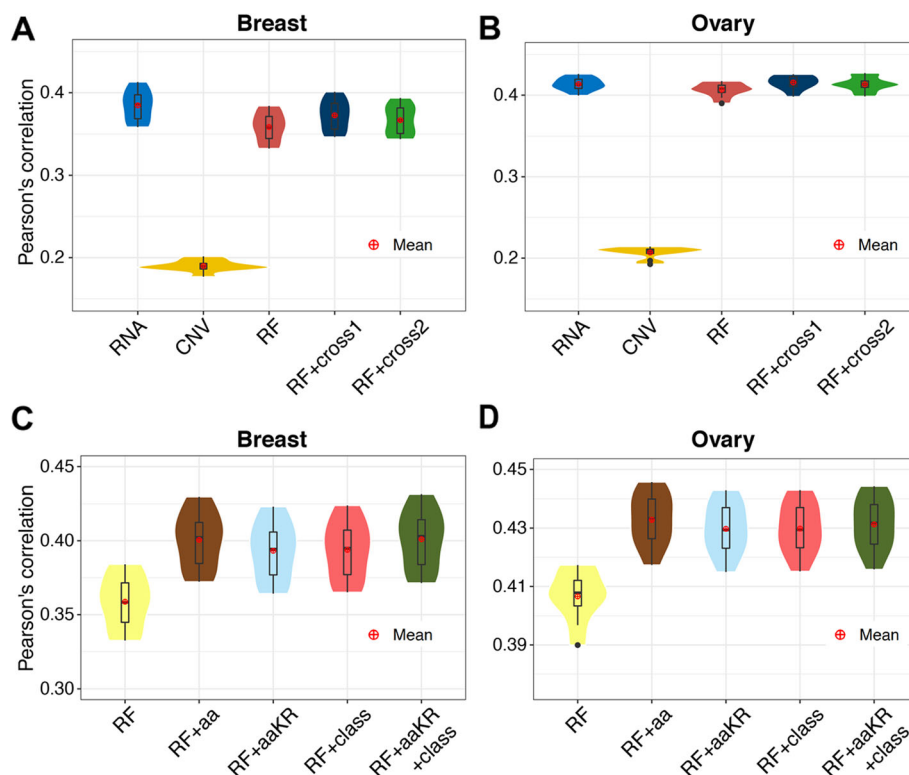 A
Breast
Pearson's correlation
0.4
0.3
0.2
Mean
RNA
CNV
RF
RF+cross1
RF+cross2
B
Ovary
0.4
0.3
0.2
Mean
RNA
CNV
RF
RF+cross1
RF+cross2
C
Breast
Pearson's correlation
0.45
0.40
0.35
0.30
Mean
RF
RF+aa
RF+aaKR
RF+class
RF+aaKR
+class
D
Ovary
0.45
0.43
0.41
0.39
Mean
RF
RF+aa
RF+aaKR
RF+class
RF+aaKR
+class